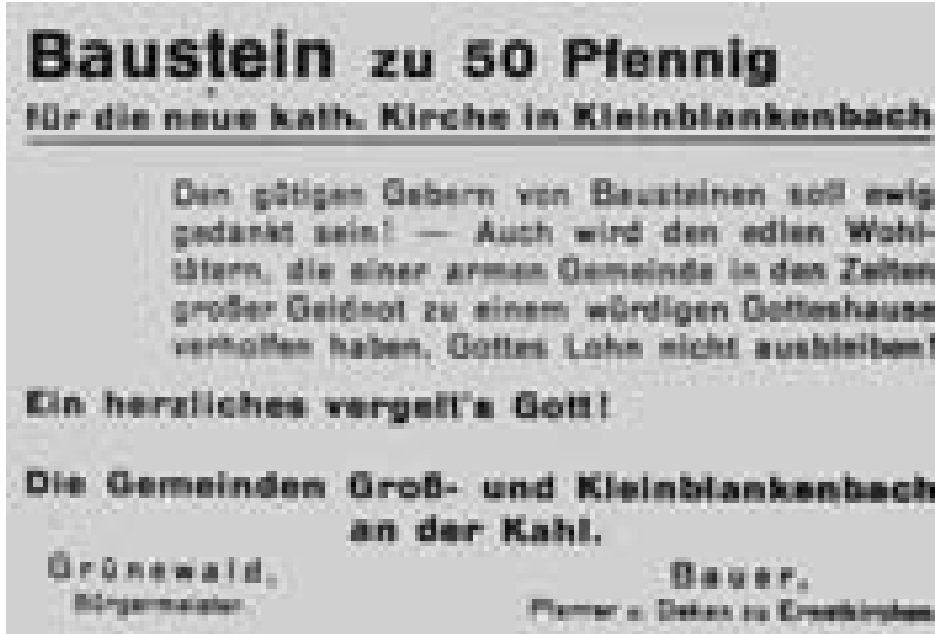 Baustein zu 50 Pfennig
für die neue kath. Kirche in Kleinblankenbach
Den gütigen Gebern von Bausteinen soll ewig
gedankt sein! — Auch wird den edlen Wohl-
tätern, die einer armen Gemeinde in den Zeiten
großer Geldnot zu einem würdigen Gotteshause
verholfen haben, Gottes Lohn nicht ausbleiben!
Ein herzliches vergelt's Gott!
Die Gemeinden Groß- und Kleinblankenbach
an der Kahl.
Grünewald,
Bauer,
Bürgermeister.
Pfarrer u. Dekan zu Ernstkirchen.